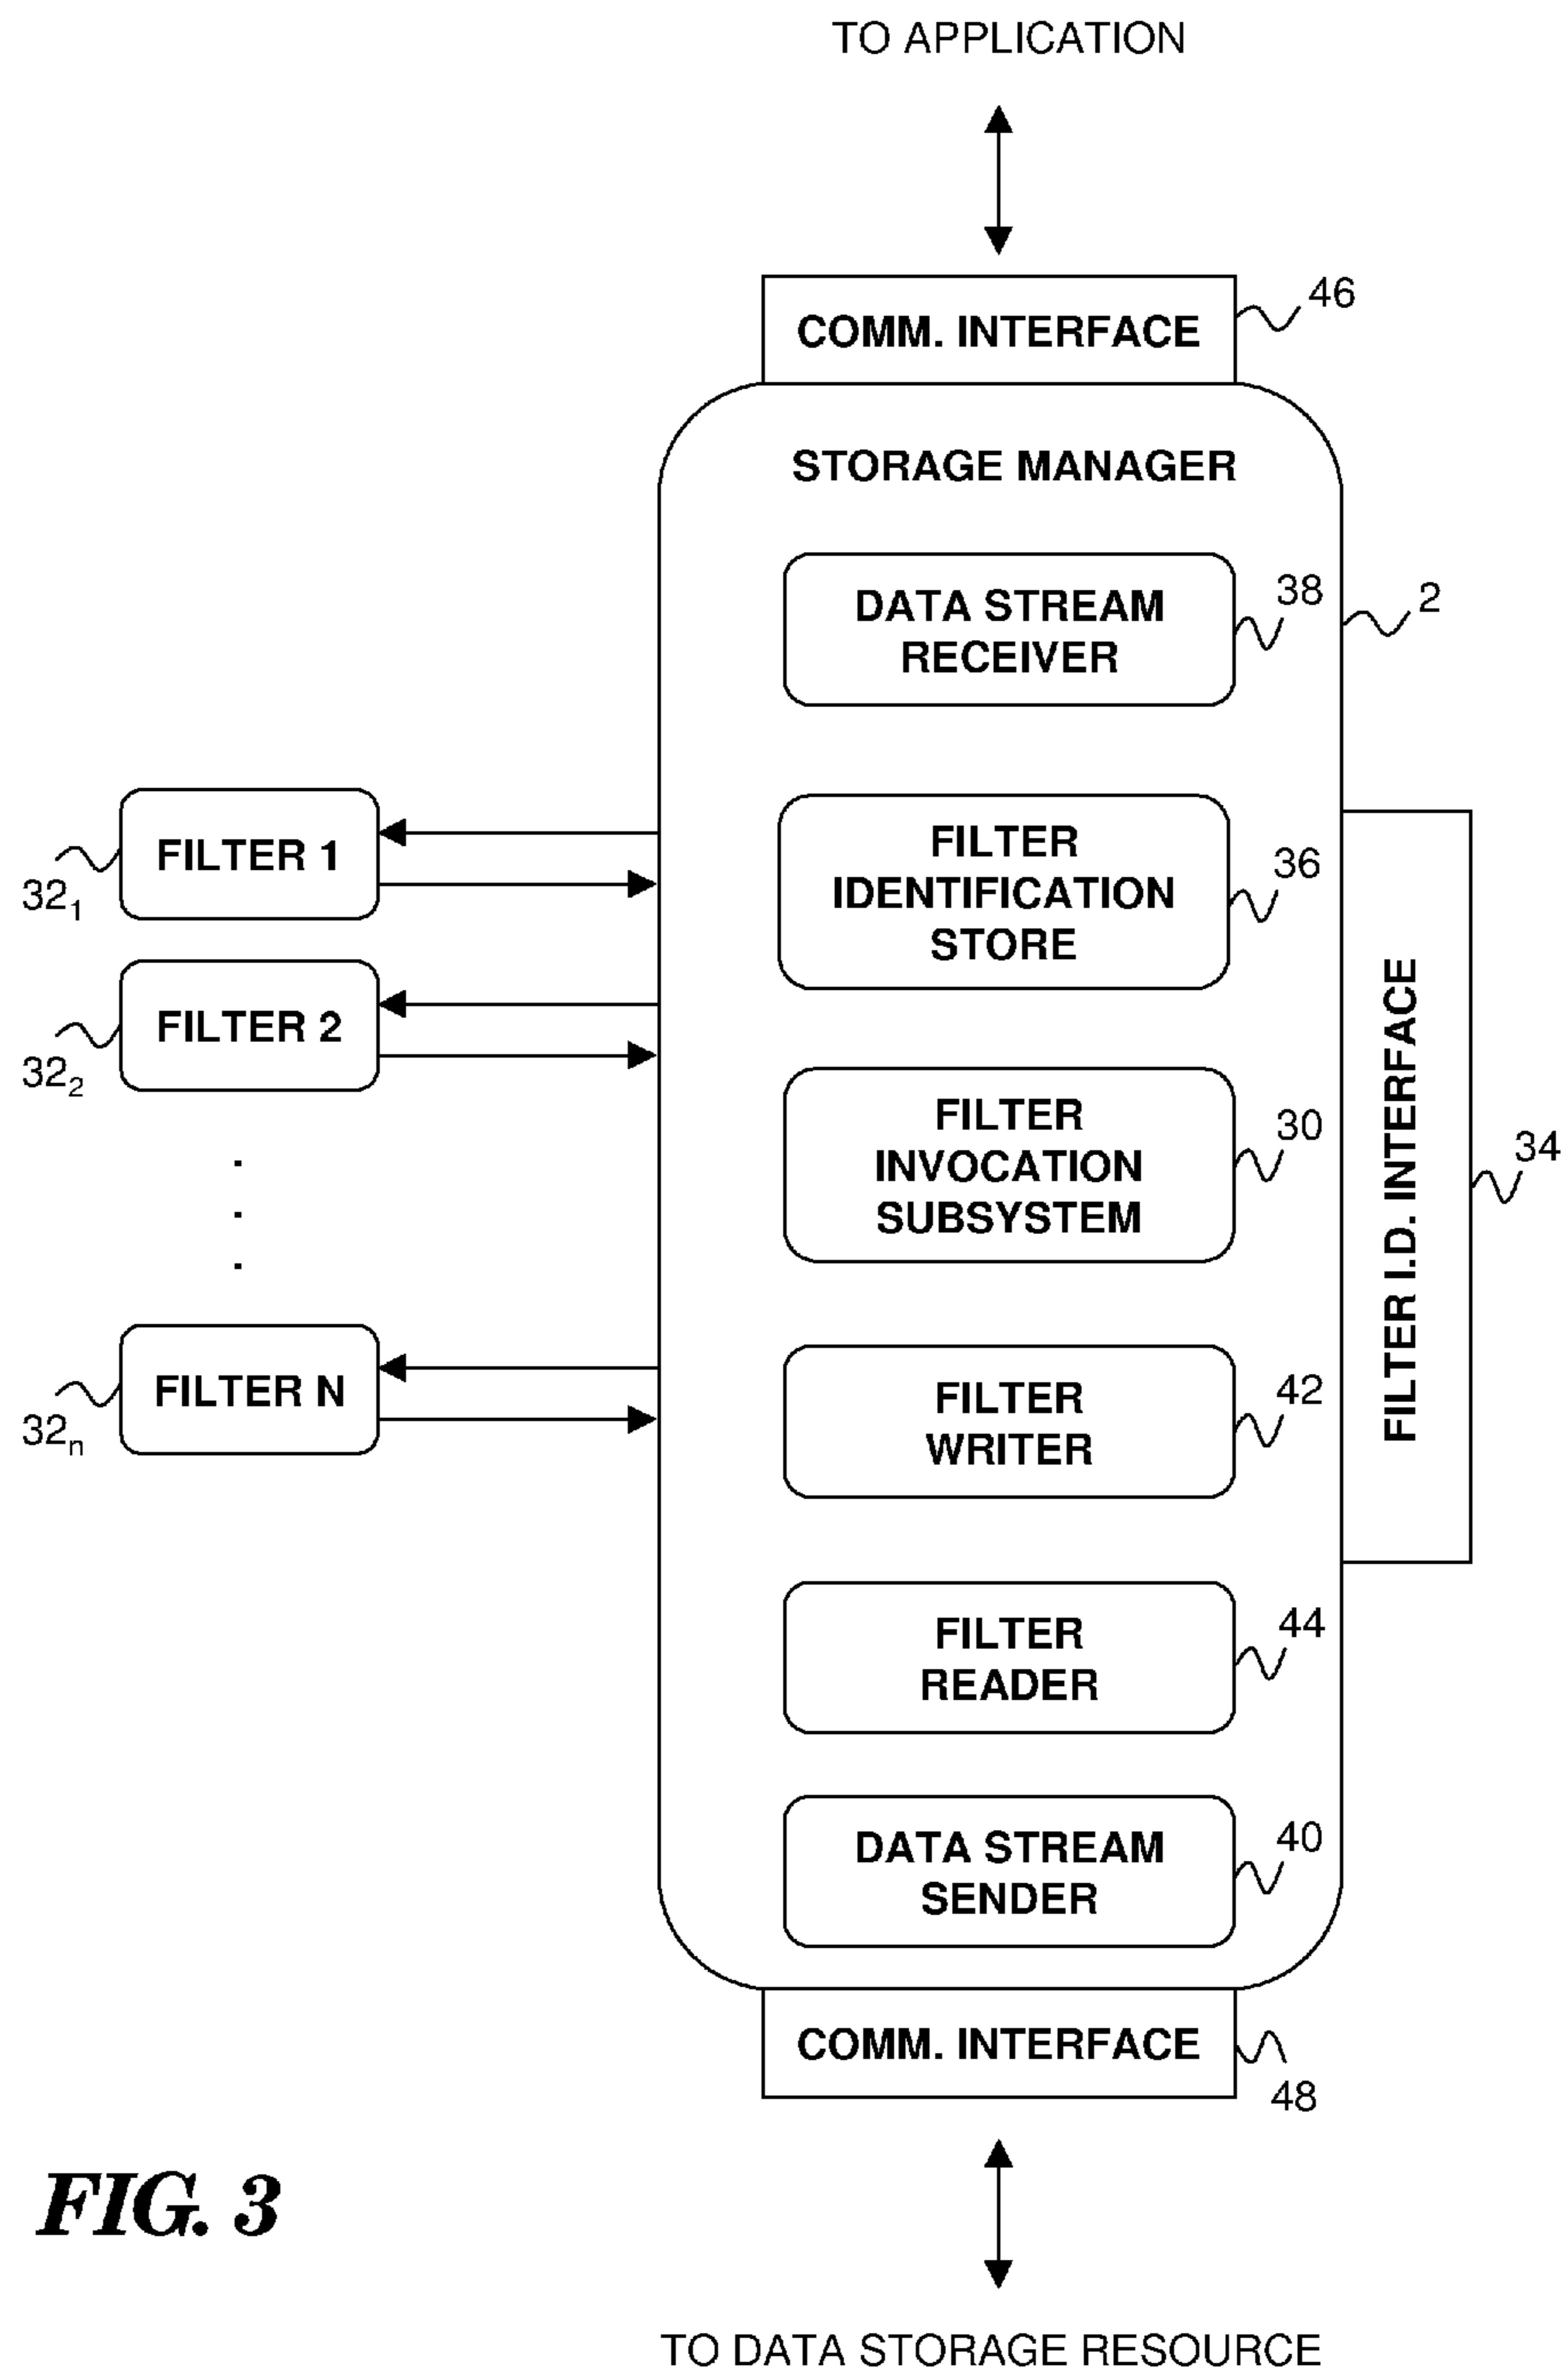 TO APPLICATION
COMM. INTERFACE
46
STORAGE MANAGER
DATA STREAM
RECEIVER
38
2
FILTER 1
32₁
FILTER
IDENTIFICATION
STORE
36
FILTER 2
32₂
.
.
.
FILTER
INVOCATION
SUBSYSTEM
30
FILTER I.D. INTERFACE
34
FILTER N
32ₙ
FILTER
WRITER
42
FILTER
READER
44
DATA STREAM
SENDER
40
COMM. INTERFACE
48
FIG. 3
TO DATA STORAGE RESOURCE